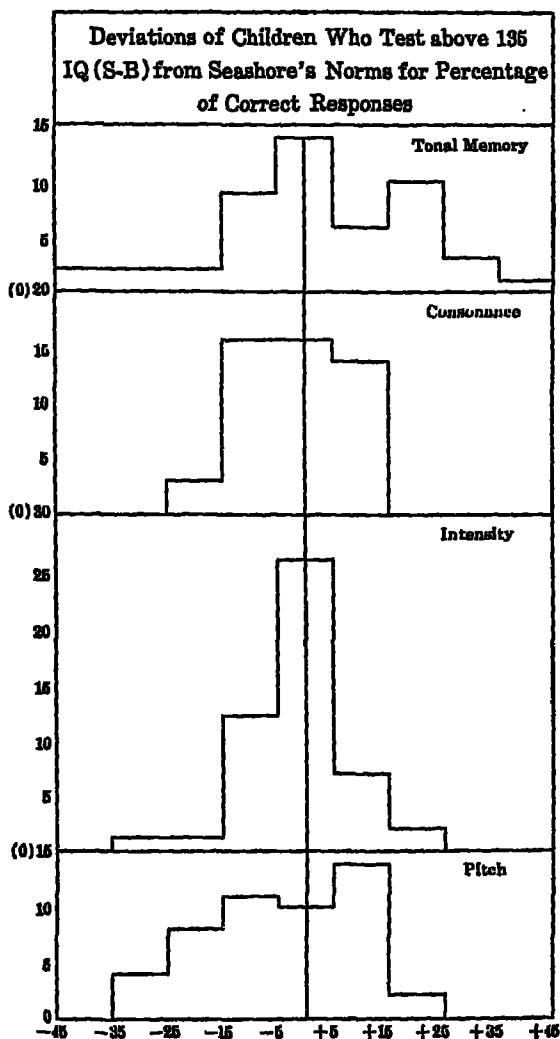 Deviations of Children Who Test above 135
IQ (S-B) from Seashore's Norms for Percentage
of Correct Responses
15
Tonal Memory
10
5
(0) 20
Consonance
15
10
5
(0) 30
Intensity
25
20
15
10
5
(0) 15
Pitch
10
5
0
-45 -35 -25 -15 -5 +5 +15 +25 +35 +45